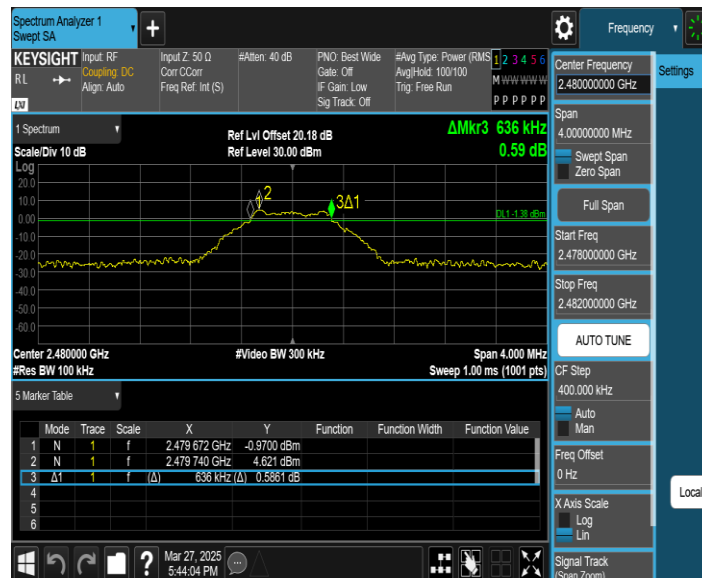 Spectrum Analyzer 1
Swept SA
Frequency
KEYSIGHT Input: RF
RL Coupling: DC
Align: Auto
LXI
Input Z: 50 Ω
Corr CCorr
Freq Ref: Int (S)
#Atten: 40 dB
PNO: Best Wide
Gate: Off
IF Gain: Low
Sig Track: Off
#Avg Type: Power (RMS
Avg|Hold: 100/100
Trig: Free Run
1 2 3 4 5 6
M W W W W W
P P P P P P
1 Spectrum
Scale/Div 10 dB
Ref Lvl Offset 20.18 dB
Ref Level 30.00 dBm
ΔMkr3 636 kHz
0.59 dB
Log
20.0
10.0
0.00
-10.0
-20.0
-30.0
-40.0
-50.0
-60.0
2
3Δ1
DL1 -1.38 dBm
Center 2.480000 GHz
#Res BW 100 kHz
#Video BW 300 kHz
Span 4.000 MHz
Sweep 1.00 ms (1001 pts)
5 Marker Table
Mode Trace Scale X Y Function Function Width Function Value
1 N 1 f 2.479 672 GHz -0.9700 dBm
2 N 1 f 2.479 740 GHz 4.621 dBm
3 Δ1 1 f (Δ) 636 kHz (Δ) 0.5861 dB
4
5
6
Mar 27, 2025
5:44:04 PM
Center Frequency
2.480000000 GHz
Span
4.00000000 MHz
Swept Span
Zero Span
Full Span
Start Freq
2.478000000 GHz
Stop Freq
2.482000000 GHz
AUTO TUNE
CF Step
400.000 kHz
Auto
Man
Freq Offset
0 Hz
X Axis Scale
Log
Lin
Signal Track
(Span Zoom)
Settings
Local